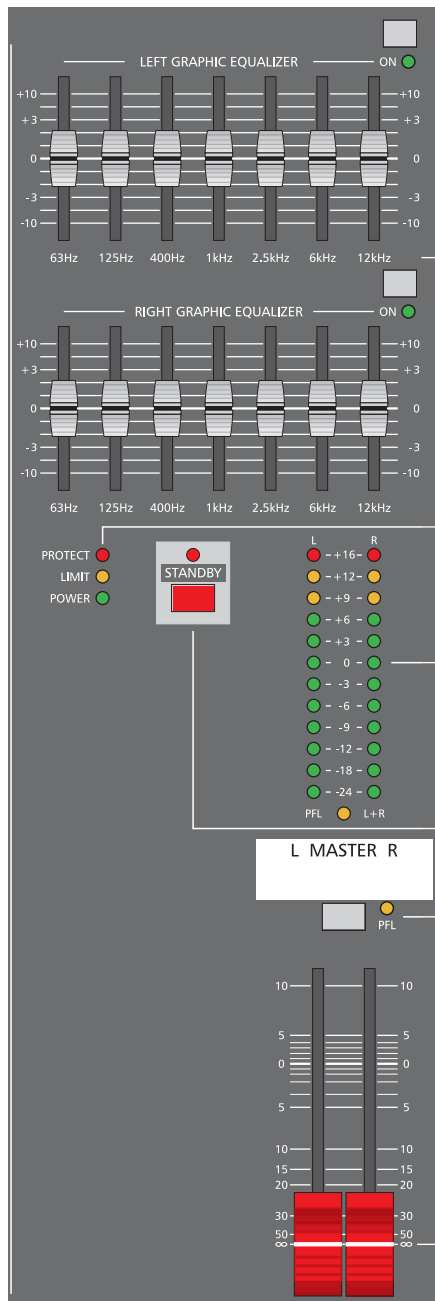 LEFT GRAPHIC EQUALIZER ON
+10 +10
+3 +3
0 0
-3 -3
-10 -10
63Hz 125Hz 400Hz 1kHz 2.5kHz 6kHz 12kHz
RIGHT GRAPHIC EQUALIZER ON
+10 +10
+3 +3
0 0
-3 -3
-10 -10
63Hz 125Hz 400Hz 1kHz 2.5kHz 6kHz 12kHz
PROTECT
LIMIT
POWER
STANDBY
L R
+16
+12
+9
+6
+3
0
-3
-6
-9
-12
-18
-24
PFL L+R
L MASTER R
PFL
10 10
5 5
0 0
5 5
10 10
15 15
20 20
30 30
50 50
∞ ∞